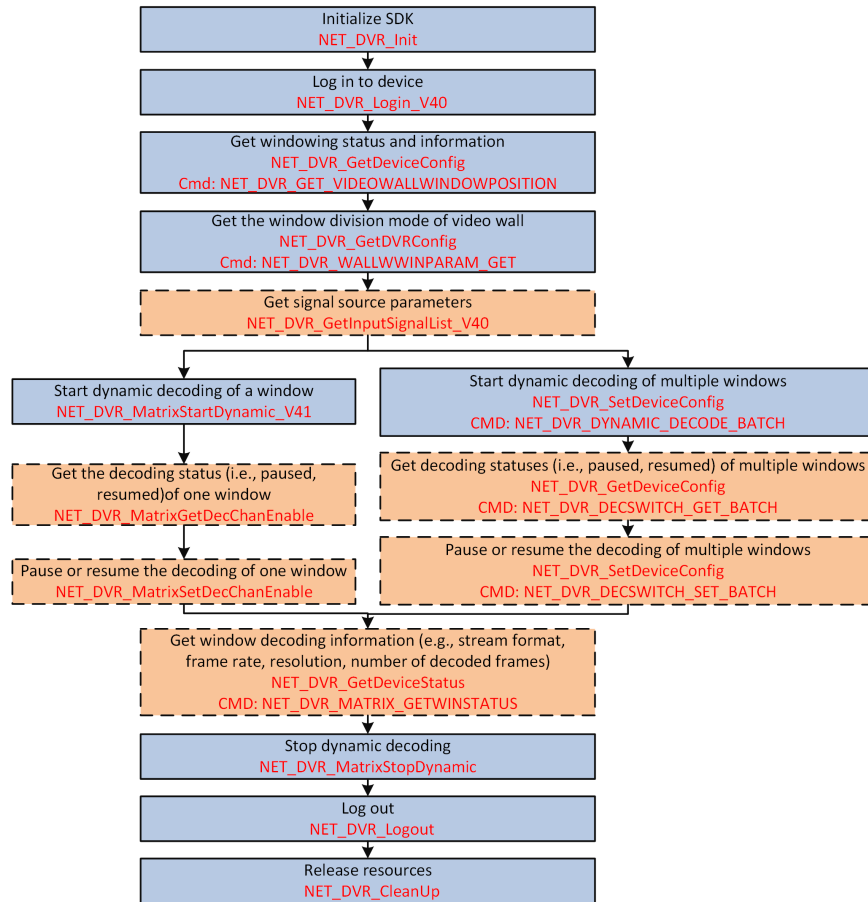 Initialize SDK
NET_DVR_Init
Log in to device
NET_DVR_Login_V40
Get windowing status and information
NET_DVR_GetDeviceConfig
Cmd: NET_DVR_GET_VIDEOWALLWINDOWPOSITION
Get the window division mode of video wall
NET_DVR_GetDVRConfig
Cmd: NET_DVR_WALLWWINPARAM_GET
Get signal source parameters
NET_DVR_GetInputSignalList_V40
Start dynamic decoding of a window
NET_DVR_MatrixStartDynamic_V41
Get the decoding status (i.e., paused,
resumed)of one window
NET_DVR_MatrixGetDecChanEnable
Pause or resume the decoding of one window
NET_DVR_MatrixSetDecChanEnable
Start dynamic decoding of multiple windows
NET_DVR_SetDeviceConfig
CMD: NET_DVR_DYNAMIC_DECODE_BATCH
Get decoding statuses (i.e., paused, resumed) of multiple windows
NET_DVR_GetDeviceConfig
CMD: NET_DVR_DECSWITCH_GET_BATCH
Pause or resume the decoding of multiple windows
NET_DVR_SetDeviceConfig
CMD: NET_DVR_DECSWITCH_SET_BATCH
Get window decoding information (e.g., stream format,
frame rate, resolution, number of decoded frames)
NET_DVR_GetDeviceStatus
CMD: NET_DVR_MATRIX_GETWINSTATUS
Stop dynamic decoding
NET_DVR_MatrixStopDynamic
Log out
NET_DVR_Logout
Release resources
NET_DVR_CleanUp